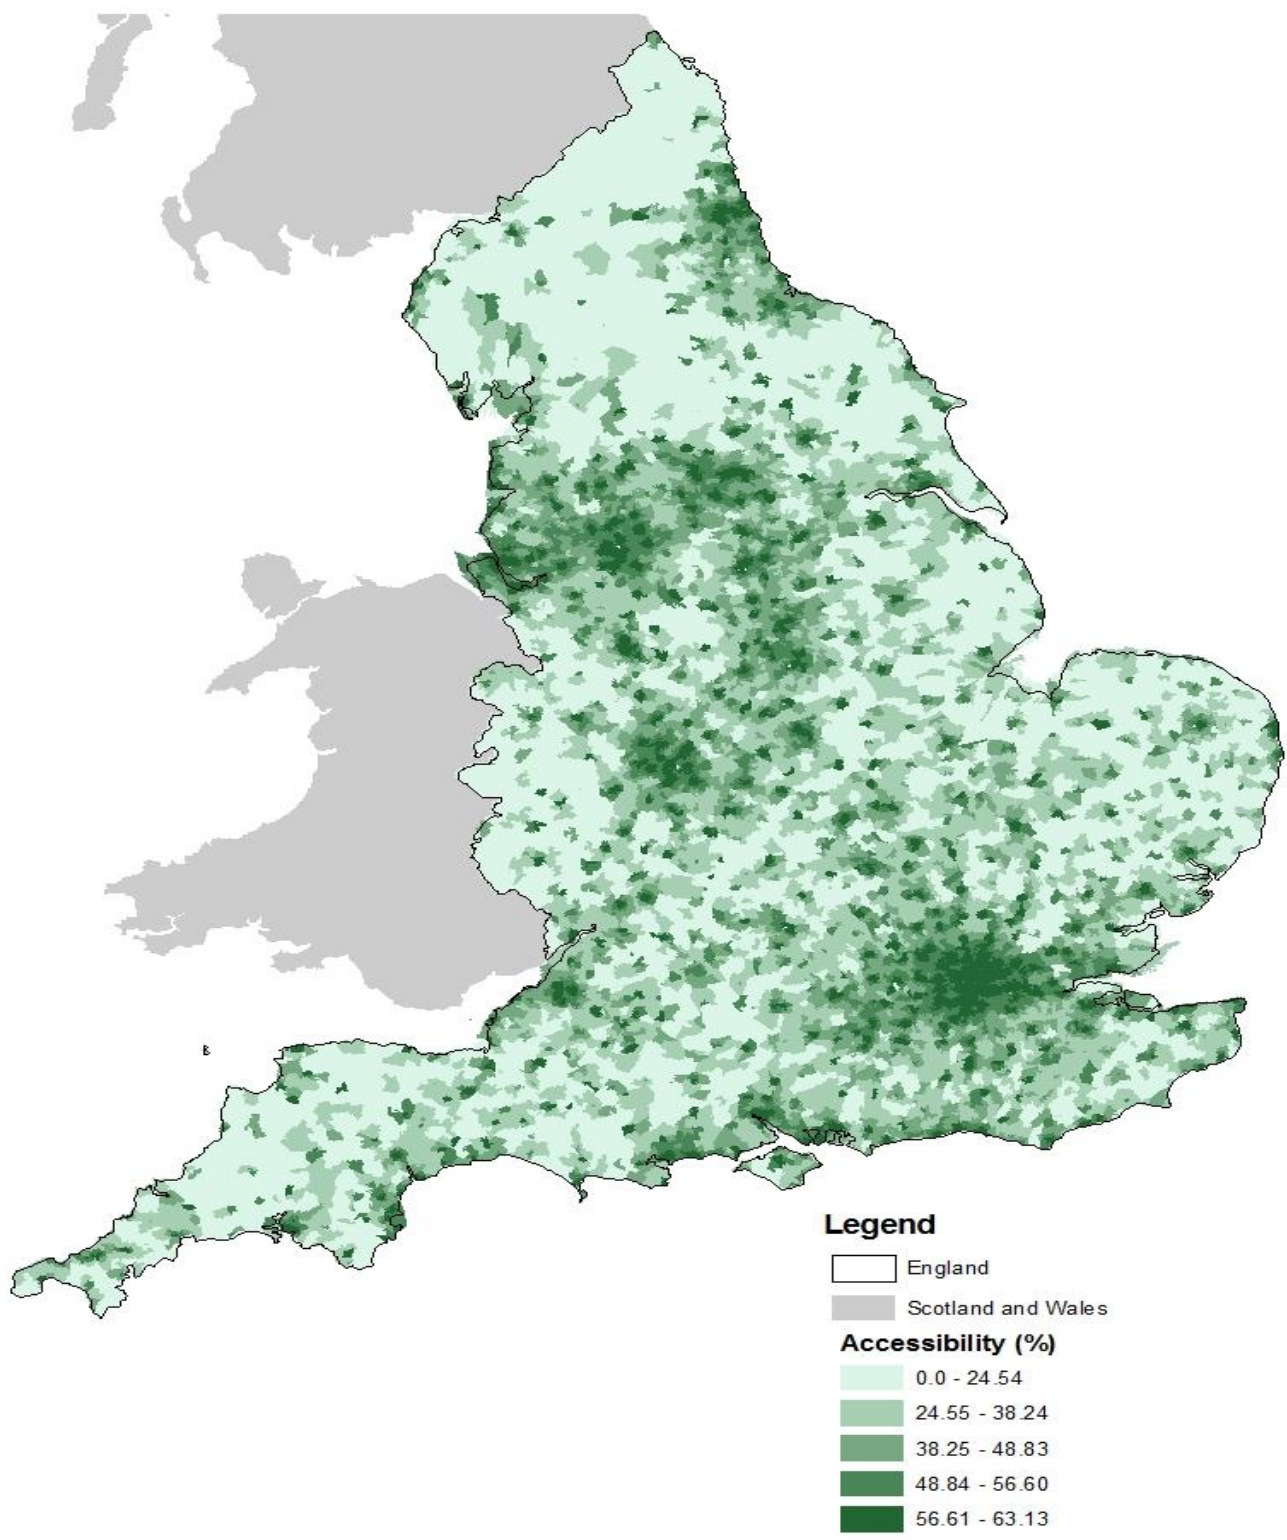 Legend
England
Scotland and Wales
Accessibility (%)
0.0 - 24.54
24.55 - 38.24
38.25 - 48.83
48.84 - 56.60
56.61 - 63.13